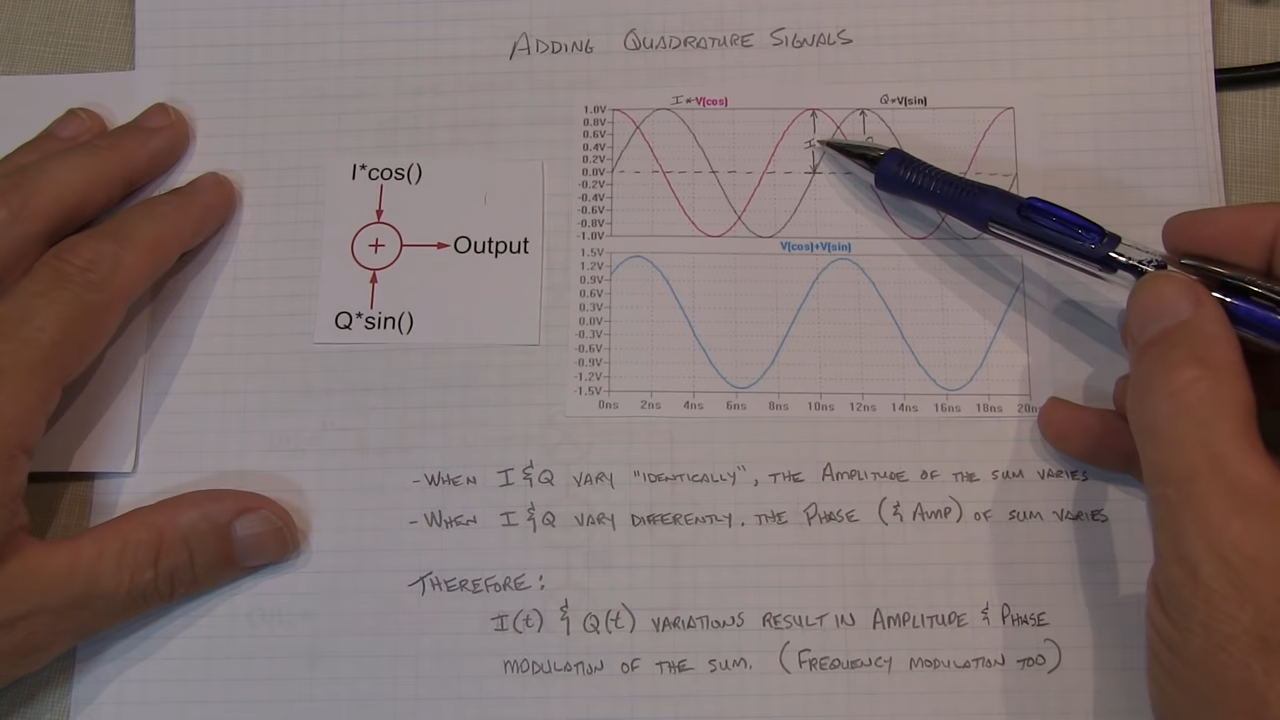 ADDING QUADRATURE SIGNALS
I*V(cos) Q*V(sin)
1.0V
0.8V
0.6V
0.4V
0.2V
0.0V
-0.2V
-0.4V
-0.6V
-0.8V
-1.0V
I
I*cos()
+
Output
Q*sin()
V(cos)+V(sin)
1.5V
1.2V
0.9V
0.6V
0.3V
0.0V
-0.3V
-0.6V
-0.9V
-1.2V
-1.5V
0ns 2ns 4ns 6ns 8ns 10ns 12ns 14ns 16ns 18ns 20ns
- WHEN I & Q VARY "IDENTICALLY", THE AMPLITUDE OF THE SUM VARIES
- WHEN I & Q VARY DIFFERENTLY, THE PHASE (& AMP) OF SUM VARIES
THEREFORE:
I(t) & Q(t) VARIATIONS RESULT IN AMPLITUDE & PHASE
MODULATION OF THE SUM. (FREQUENCY MODULATION TOO)